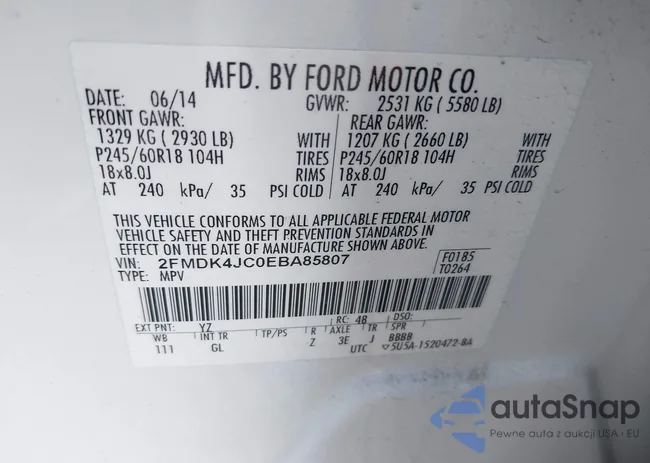 MFD. BY FORD MOTOR CO.
DATE: 06/14 GVWR: 2531 KG ( 5580 LB)
FRONT GAWR: REAR GAWR:
1329 KG ( 2930 LB) WITH 1207 KG ( 2660 LB) WITH
P245/60R18 104H TIRES P245/60R18 104H TIRES
18x8.0J RIMS 18x8.0J RIMS
AT 240 kPa/ 35 PSI COLD AT 240 kPa/ 35 PSI COLD
THIS VEHICLE CONFORMS TO ALL APPLICABLE FEDERAL MOTOR
VEHICLE SAFETY AND THEFT PREVENTION STANDARDS IN
EFFECT ON THE DATE OF MANUFACTURE SHOWN ABOVE.
VIN: 2FMDK4JC0EBA85807 F0185
TYPE: MPV T0264
EXT PNT: YZ RC: 48 DSO:
WB INT TR TP/PS R AXLE TR SPR
111 GL Z 3E J BBBB
UTC 5U5A-1520472-BA
autaSnap
Pewne auta z aukcji USA i EU